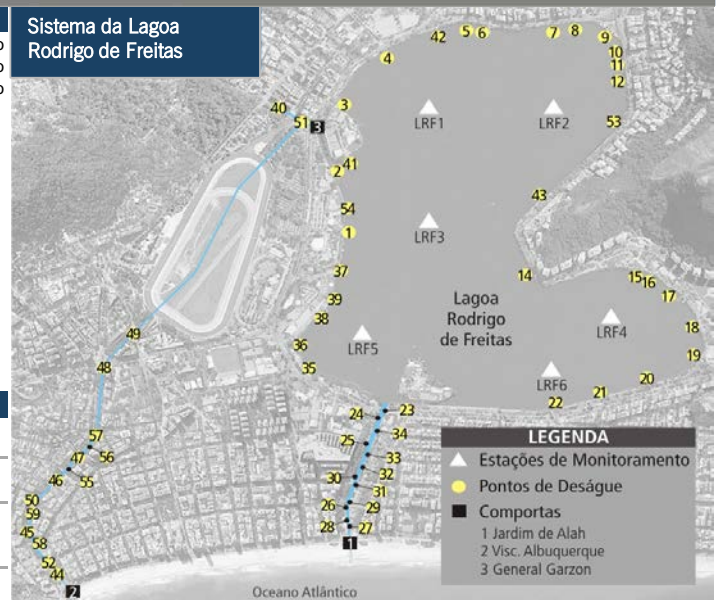 Sistema da Lagoa
Rodrigo de Freitas
o
o
o
42
5
6
7
8
9
10
11
12
4
3
40
51
3
LRF1
LRF2
53
2
41
43
54
1
LRF3
37
14
15
16
17
39
38
Lagoa
Rodrigo
de Freitas
LRF4
18
49
36
LRF5
19
48
35
LRF6
20
21
22
24
23
57
25
34
47
56
33
46
55
30
32
31
50
26
29
59
28
27
45
1
58
52
44
2
Oceano Atlântico
LEGENDA
Estações de Monitoramento
Pontos de Deságue
Comportas
1 Jardim de Alah
2 Visc. Albuquerque
3 General Garzon